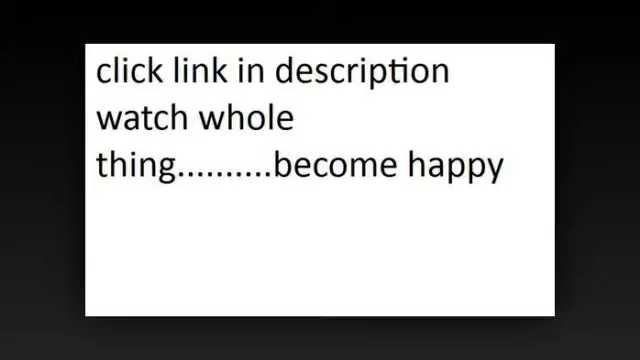 click link in description
watch whole
thing..........become happy